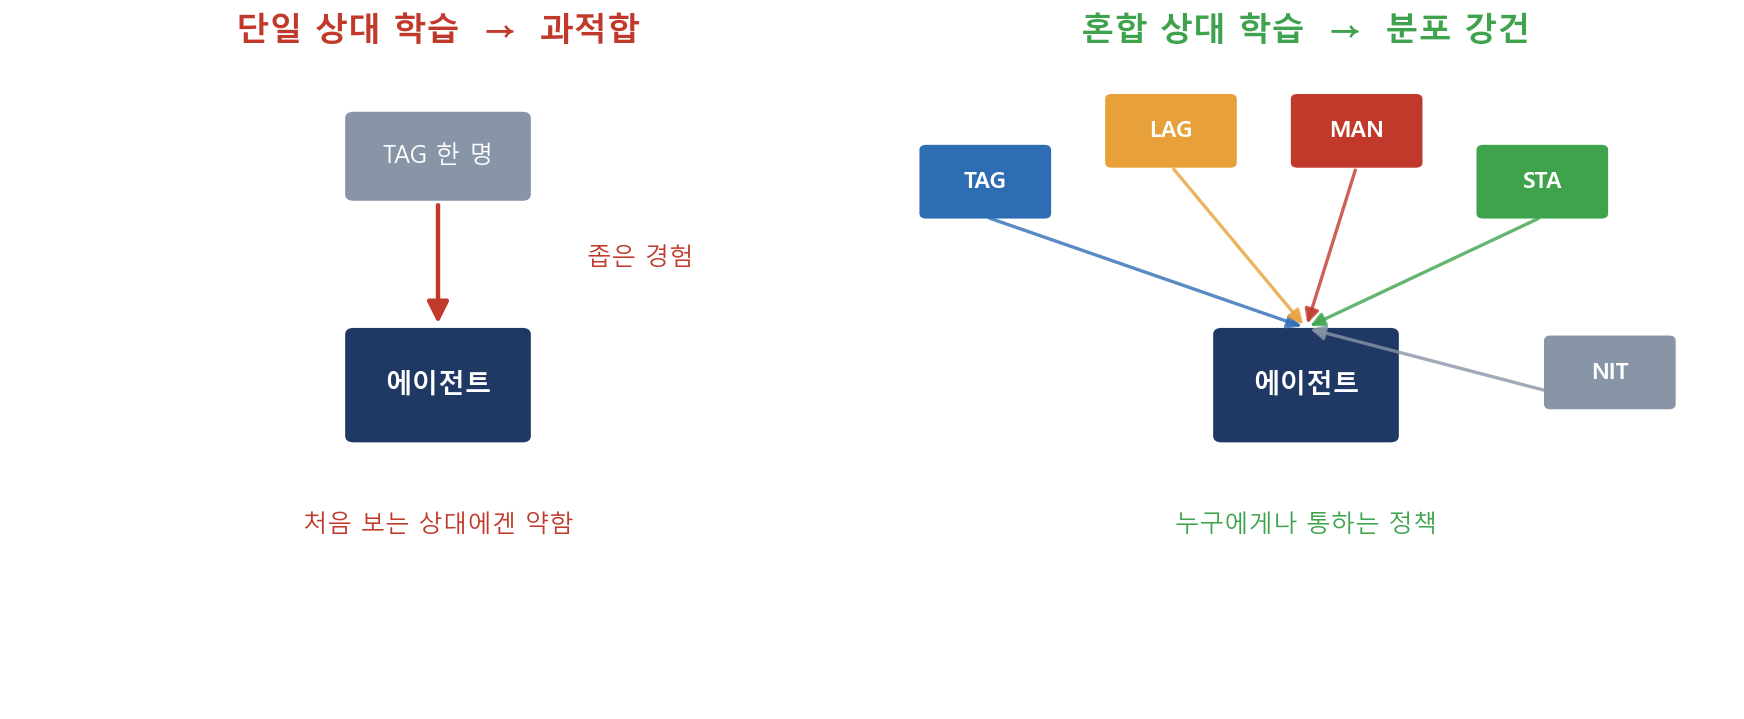 단일 상대 학습 → 과적합
TAG 한 명
좁은 경험
에이전트
처음 보는 상대에겐 약함
혼합 상대 학습 → 분포 강건
LAG
MAN
TAG
STA
에이전트
NIT
누구에게나 통하는 정책